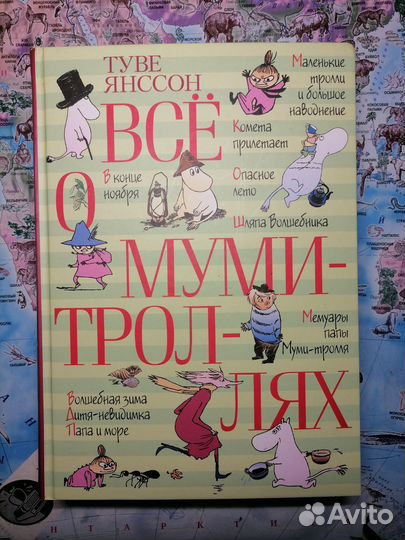 ТУВЕ
ЯНССОН
Маленькие
тролли
и большое
наводнение
ВСЁ
Комета
прилетает
В конце
ноября
Опасное
лето
О
Шляпа Волшебника
МУМИ-
ТРОЛ-
Мемуары
папы
Муми-тролля
ЛЯХ
Волшебная зима
Дитя-невидимка
Папа и море
АНТАРКТИ
Avito